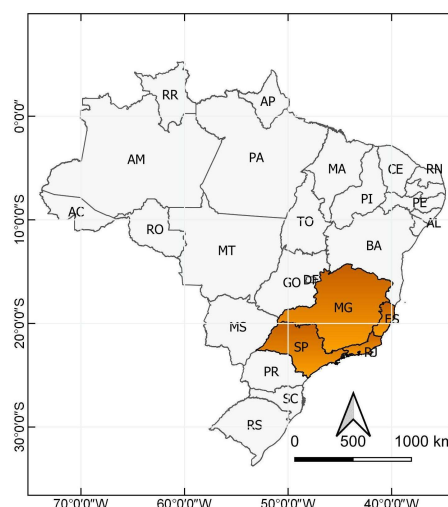 RR
AP
0°0'0"
AM
PA
MA
CE
RN
PI
PE
AC
TO
AL
10°0'0"S
RO
BA
MT
GO
DF
MG
ES
20°0'0"S
MS
SP
RJ
PR
SC
RS
30°0'0"S
0 500 1000 km
70°0'0"W 60°0'0"W 50°0'0"W 40°0'0"W